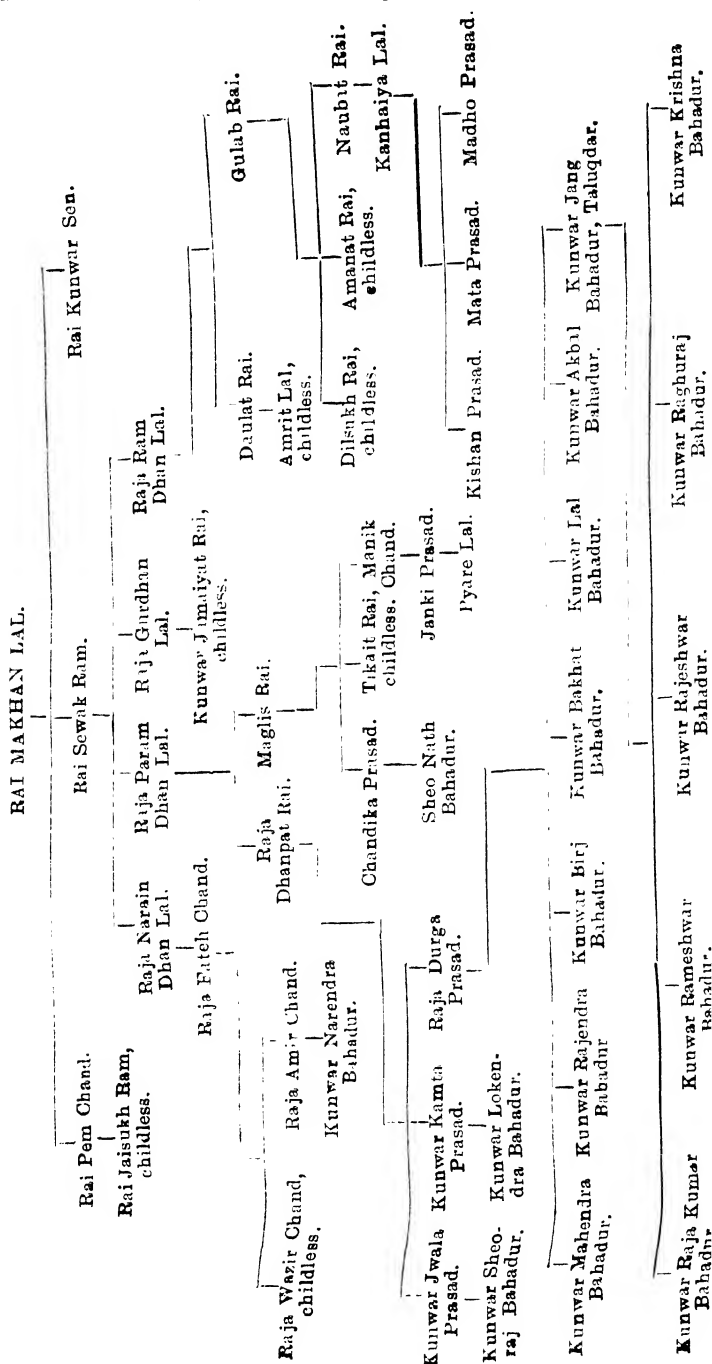 RAI MAKHAN LAL.
Rai Pem Chand.
Rai Sewak Ram.
Rai Kunwar Sen.
Rai Jaisukh Ram,
childless.
Raja Narain
Dhan Lal.
Raja Param
Dhan Lal.
Raja Gurdhan
Lal.
Raja Ram
Dhan Lal.
Raja Fateh Chand.
Kunwar Jumaiyat Rai,
childless.
Raja
Dhanpat Rai.
Maglis Rai.
Daulat Rai.
Gulab Rai.
Raja Wazir Chand,
childless.
Raja Amir Chand.
Kunwar Narendra
Bahadur.
Amrit Lal,
childless.
Chandika Prasad.
Tikait Rai,
childless.
Manik
Chand.
Dilsukh Rai,
childless.
Amanat Rai,
childless.
Naubit Rai.
Kanhaiya Lal.
Sheo Nath
Bahadur.
Janki Prasad.
Pyare Lal.
Kishan Prasad.
Mata Prasad.
Madho Prasad.
Kunwar Jwala
Prasad.
Kunwar Kamta
Prasad.
Raja Durga
Prasad.
Kunwar Sheo-
raj Bahadur.
Kunwar Loken-
dra Bahadur.
Kunwar Mahendra
Bahadur.
Kunwar Rajendra
Bahadur
Kunwar Birj
Bahadur.
Kunwar Bakhat
Bahadur.
Kunwar Lal
Bahadur.
Kunwar Akbil
Bahadur.
Kunwar Jang
Bahadur, Taluqdar.
Kunwar Raja Kumar
Bahadur
Kunwar Rameshwar
Bahadur.
Kunwar Rajeshwar
Bahadur.
Kunwar Raghuraj
Bahadur.
Kunwar Krishna
Bahadur.